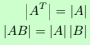 |A^T| = |A|
|AB| = |A| |B|